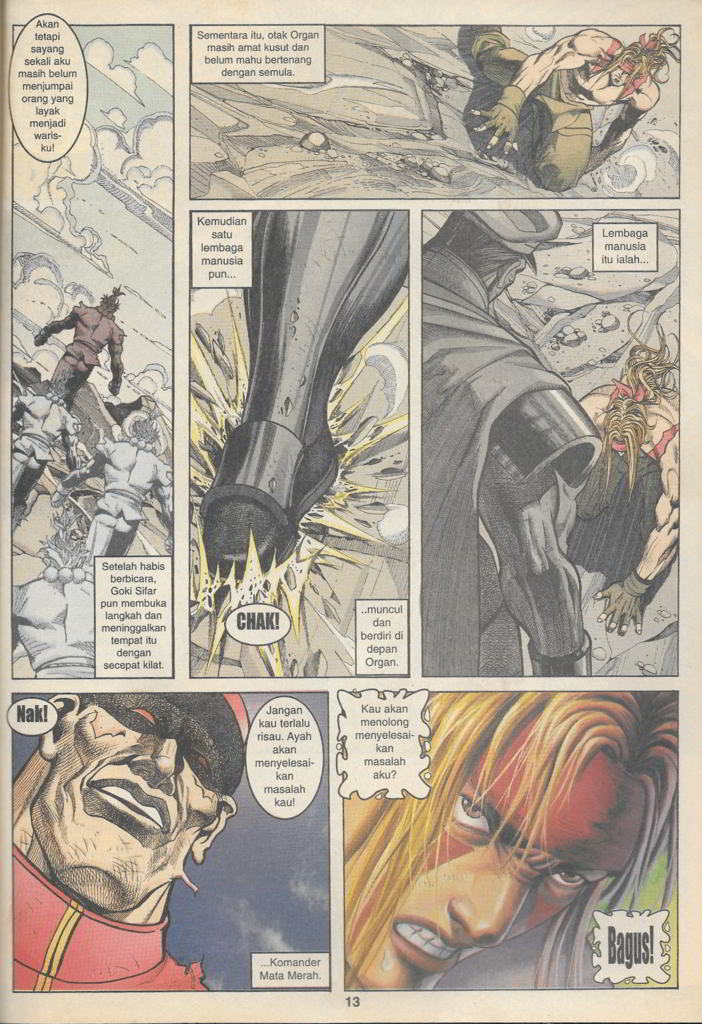 Akan
tetapi
sayang
sekali aku
masih belum
menjumpai
orang yang
layak
menjadi
waris-
ku!
Setelah habis
berbicara,
Goki Sifar
pun membuka
langkah dan
meninggalkan
tempat itu
dengan
secepat kilat.
Sementara itu, otak Organ
masih amat kusut dan
belum mahu bertenang
dengan semula.
Kemudian
satu
lembaga
manusia
pun...
CHAK!
..muncul
dan
berdiri di
depan
Organ.
Lembaga
manusia
itu ialah...
Nak!
Jangan
kau terlalu
risau. Ayah
akan
menyelesai-
kan
masalah
kau!
...Komander
Mata Merah.
Kau akan
menolong
menyelesai-
kan
masalah
aku?
Bagus!
13